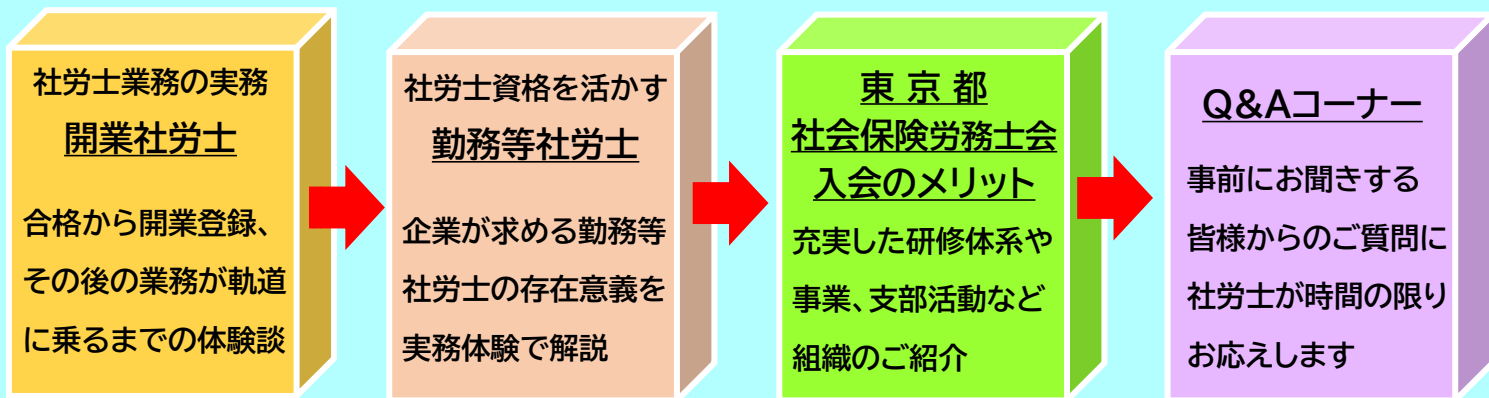 社労士業務の実務
開業社労士
合格から開業登録、
その後の業務が軌道
に乗るまでの体験談
社労士資格を活かす
勤務等社労士
企業が求める勤務等
社労士の存在意義を
実務体験で解説
東 京 都
社会保険労務士会
入会のメリット
充実した研修体系や
事業、支部活動など
組織のご紹介
Q&Aコーナー
事前にお聞きする
皆様からのご質問に
社労士が時間の限り
お応えします